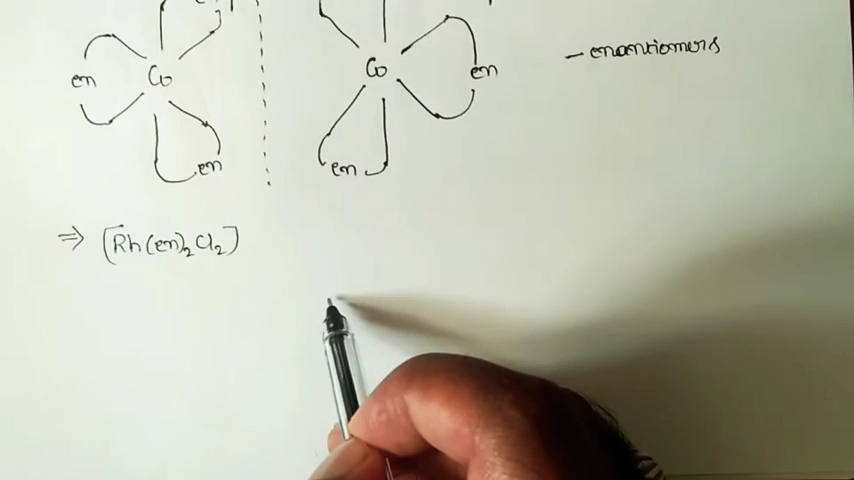 en Co
en
Co en
en
– enantiomers
⇒ [Rh(en)₂Cl₂]